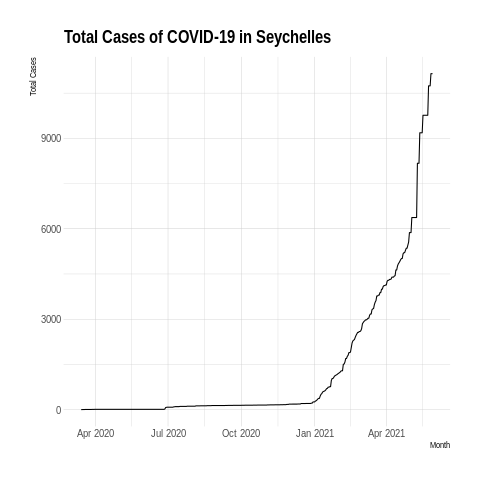 Total Cases of COVID-19 in Seychelles
Total Cases
9000
6000
3000
0
Apr 2020 Jul 2020 Oct 2020 Jan 2021 Apr 2021
Month